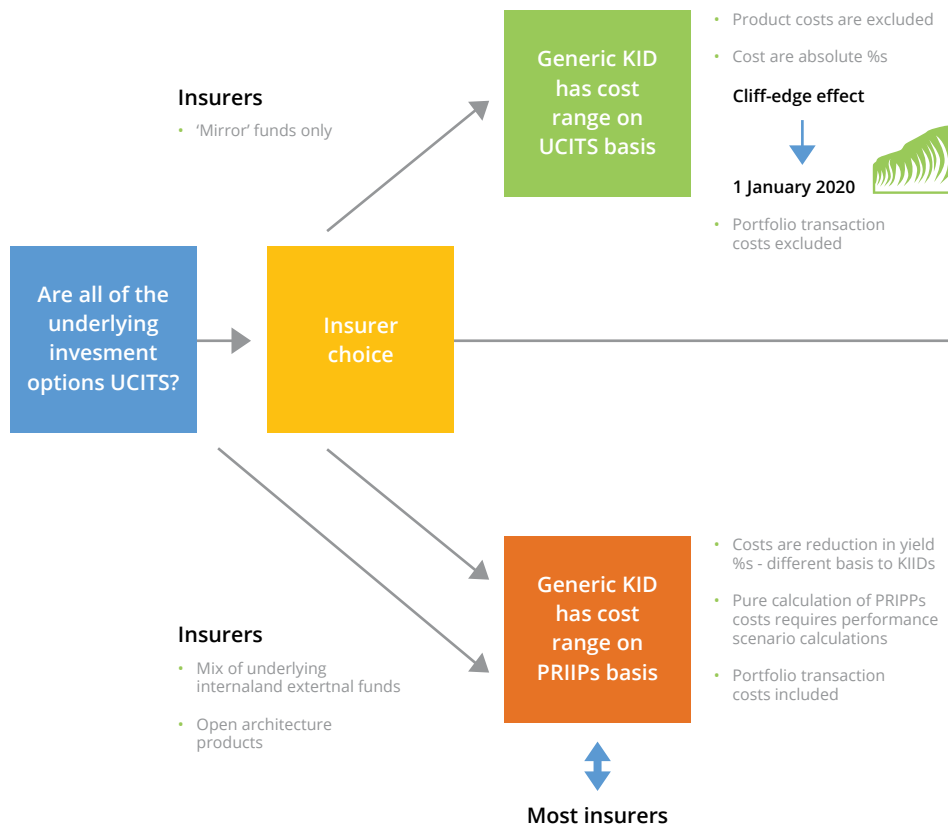 Insurers
• ‘Mirror’ funds only
Generic KID
has cost
range on
UCITS basis
• Product costs are excluded
• Cost are absolute %s
Cliff-edge effect
1 January 2020
• Portfolio transaction
costs excluded
Are all of the
underlying
invesment
options UCITS?
Insurer
choice
Insurers
• Mix of underlying
internaland extertnal funds
• Open architecture
products
Generic KID
has cost
range on
PRIIPs basis
• Costs are reduction in yield
%s - different basis to KIIDs
• Pure calculation of PRIPPs
costs requires performance
scenario calculations
• Portfolio transaction
costs included
Most insurers